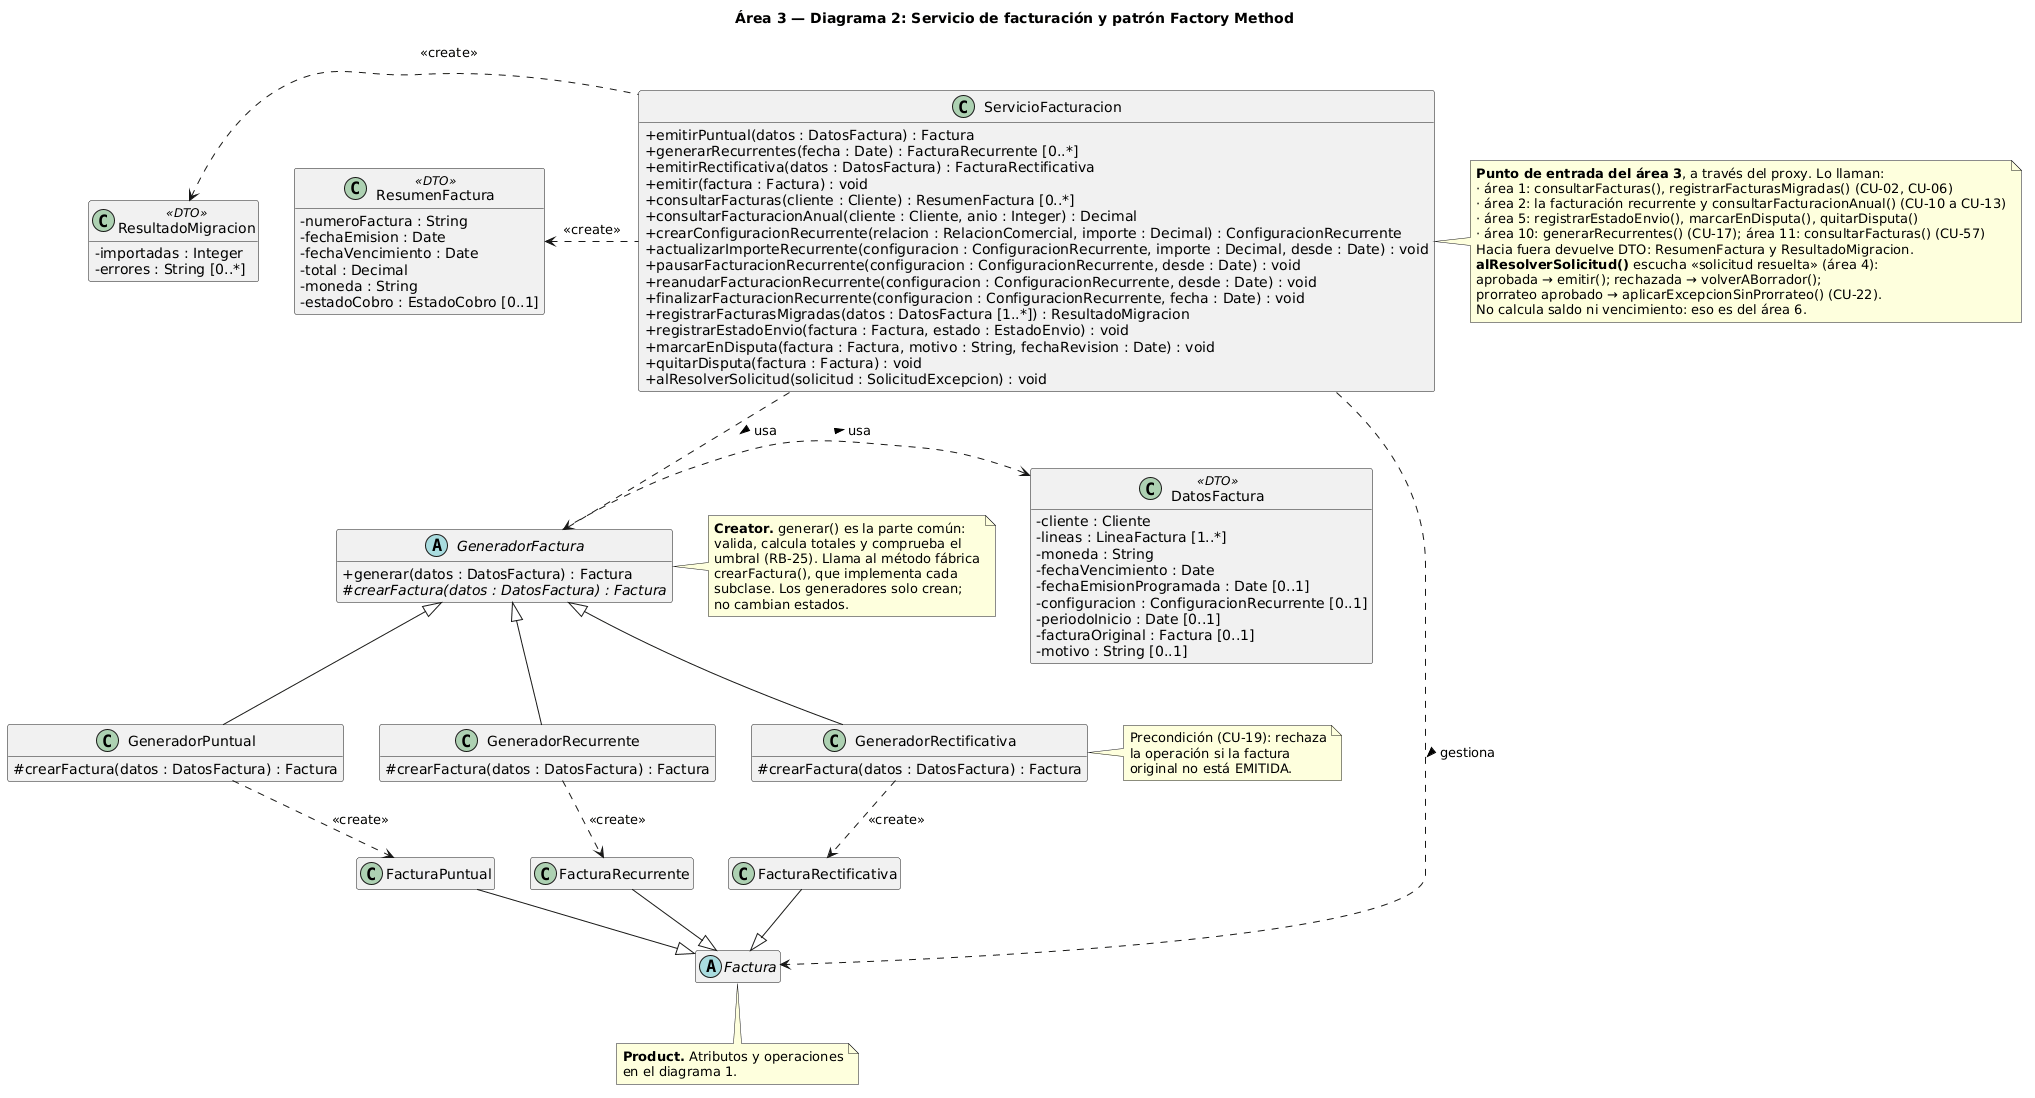 Área 3 — Diagrama 2: Servicio de facturación y patrón Factory Method
«create»
C ServicioFacturacion
+emitirPuntual(datos : DatosFactura) : Factura
+generarRecurrentes(fecha : Date) : FacturaRecurrente [0..*]
+emitirRectificativa(datos : DatosFactura) : FacturaRectificativa
+emitir(factura : Factura) : void
+consultarFacturas(cliente : Cliente) : ResumenFactura [0..*]
+consultarFacturacionAnual(cliente : Cliente, anio : Integer) : Decimal
+crearConfiguracionRecurrente(relacion : RelacionComercial, importe : Decimal) : ConfiguracionRecurrente
+actualizarImporteRecurrente(configuracion : ConfiguracionRecurrente, importe : Decimal, desde : Date) : void
+pausarFacturacionRecurrente(configuracion : ConfiguracionRecurrente, desde : Date) : void
+reanudarFacturacionRecurrente(configuracion : ConfiguracionRecurrente, desde : Date) : void
+finalizarFacturacionRecurrente(configuracion : ConfiguracionRecurrente, fecha : Date) : void
+registrarFacturasMigradas(datos : DatosFactura [1..*]) : ResultadoMigracion
+registrarEstadoEnvio(factura : Factura, estado : EstadoEnvio) : void
+marcarEnDisputa(factura : Factura, motivo : String, fechaRevision : Date) : void
+quitarDisputa(factura : Factura) : void
+alResolverSolicitud(solicitud : SolicitudExcepcion) : void
C «DTO»
ResultadoMigracion
-importadas : Integer
-errores : String [0..*]
C «DTO»
ResumenFactura
-numeroFactura : String
-fechaEmision : Date
-fechaVencimiento : Date
-total : Decimal
-moneda : String
-estadoCobro : EstadoCobro [0..1]
«create»
Punto de entrada del área 3, a través del proxy. Lo llaman:
· área 1: consultarFacturas(), registrarFacturasMigradas() (CU-02, CU-06)
· área 2: la facturación recurrente y consultarFacturacionAnual() (CU-10 a CU-13)
· área 5: registrarEstadoEnvio(), marcarEnDisputa(), quitarDisputa()
· área 10: generarRecurrentes() (CU-17); área 11: consultarFacturas() (CU-57)
Hacia fuera devuelve DTO: ResumenFactura y ResultadoMigracion.
alResolverSolicitud() escucha «solicitud resuelta» (área 4):
aprobada → emitir(); rechazada → volverABorrador();
prorrateo aprobado → aplicarExcepcionSinProrrateo() (CU-22).
No calcula saldo ni vencimiento: eso es del área 6.
usa
usa
C «DTO»
DatosFactura
-cliente : Cliente
-lineas : LineaFactura [1..*]
-moneda : String
-fechaVencimiento : Date
-fechaEmisionProgramada : Date [0..1]
-configuracion : ConfiguracionRecurrente [0..1]
-periodoInicio : Date [0..1]
-facturaOriginal : Factura [0..1]
-motivo : String [0..1]
A GeneradorFactura
+generar(datos : DatosFactura) : Factura
#crearFactura(datos : DatosFactura) : Factura
Creator. generar() es la parte común:
valida, calcula totales y comprueba el
umbral (RB-25). Llama al método fábrica
crearFactura(), que implementa cada
subclase. Los generadores solo crean;
no cambian estados.
C GeneradorPuntual
#crearFactura(datos : DatosFactura) : Factura
C GeneradorRecurrente
#crearFactura(datos : DatosFactura) : Factura
C GeneradorRectificativa
#crearFactura(datos : DatosFactura) : Factura
Precondición (CU-19): rechaza
la operación si la factura
original no está EMITIDA.
gestiona
«create»
«create»
«create»
C FacturaPuntual
C FacturaRecurrente
C FacturaRectificativa
A Factura
Product. Atributos y operaciones
en el diagrama 1.